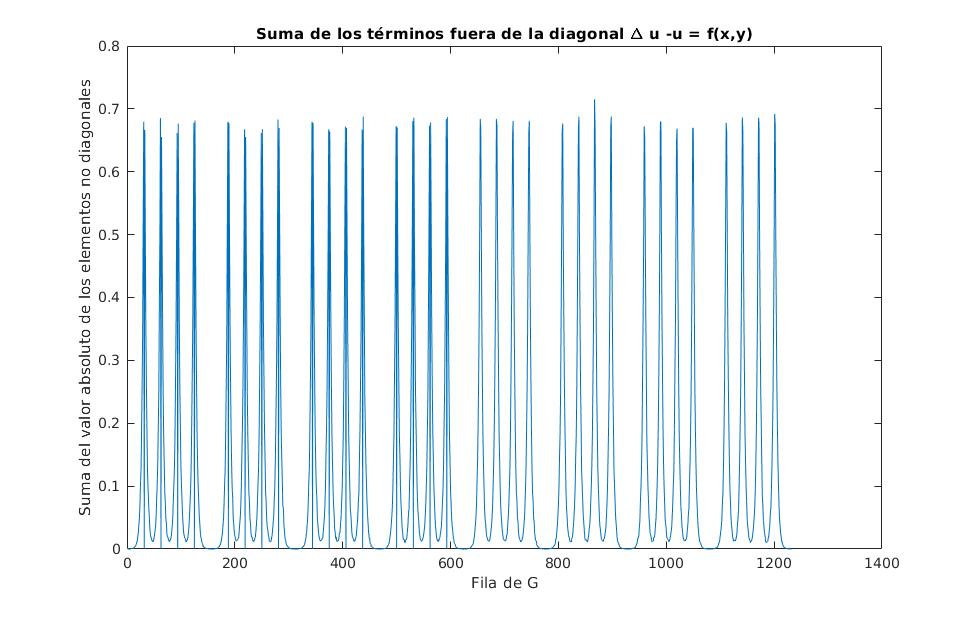 Suma de los términos fuera de la diagonal Δ u -u = f(x,y)
Suma del valor absoluto de los elementos no diagonales
0.8
0.7
0.6
0.5
0.4
0.3
0.2
0.1
0
0 200 400 600 800 1000 1200 1400
Fila de G